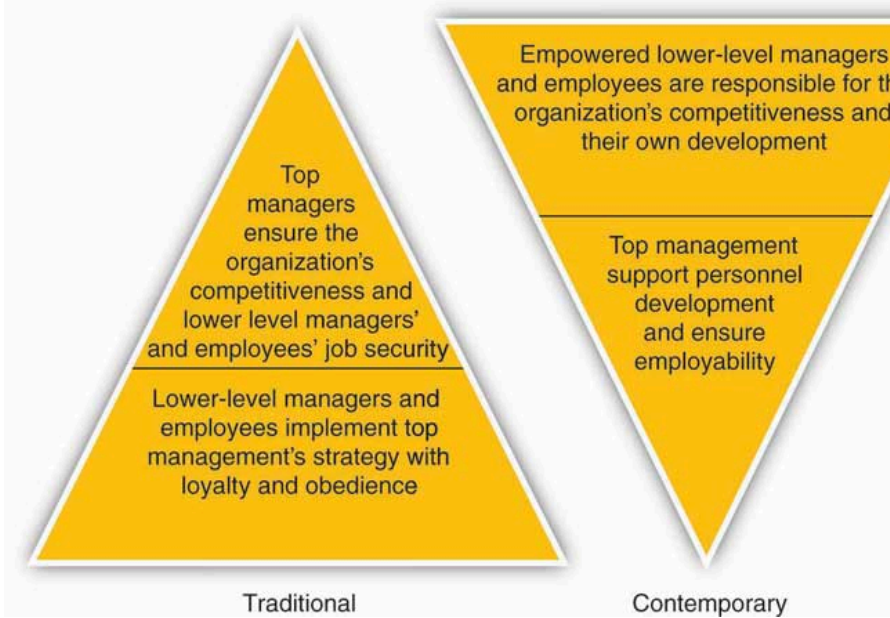 Top
managers
ensure the
organization's
competitiveness and
lower level managers'
and employees' job security
Lower-level managers and
employees implement top
management's strategy with
loyalty and obedience
Traditional
Empowered lower-level managers
and employees are responsible for th
organization's competitiveness and
their own development
Top management
support personnel
development
and ensure
employability
Contemporary